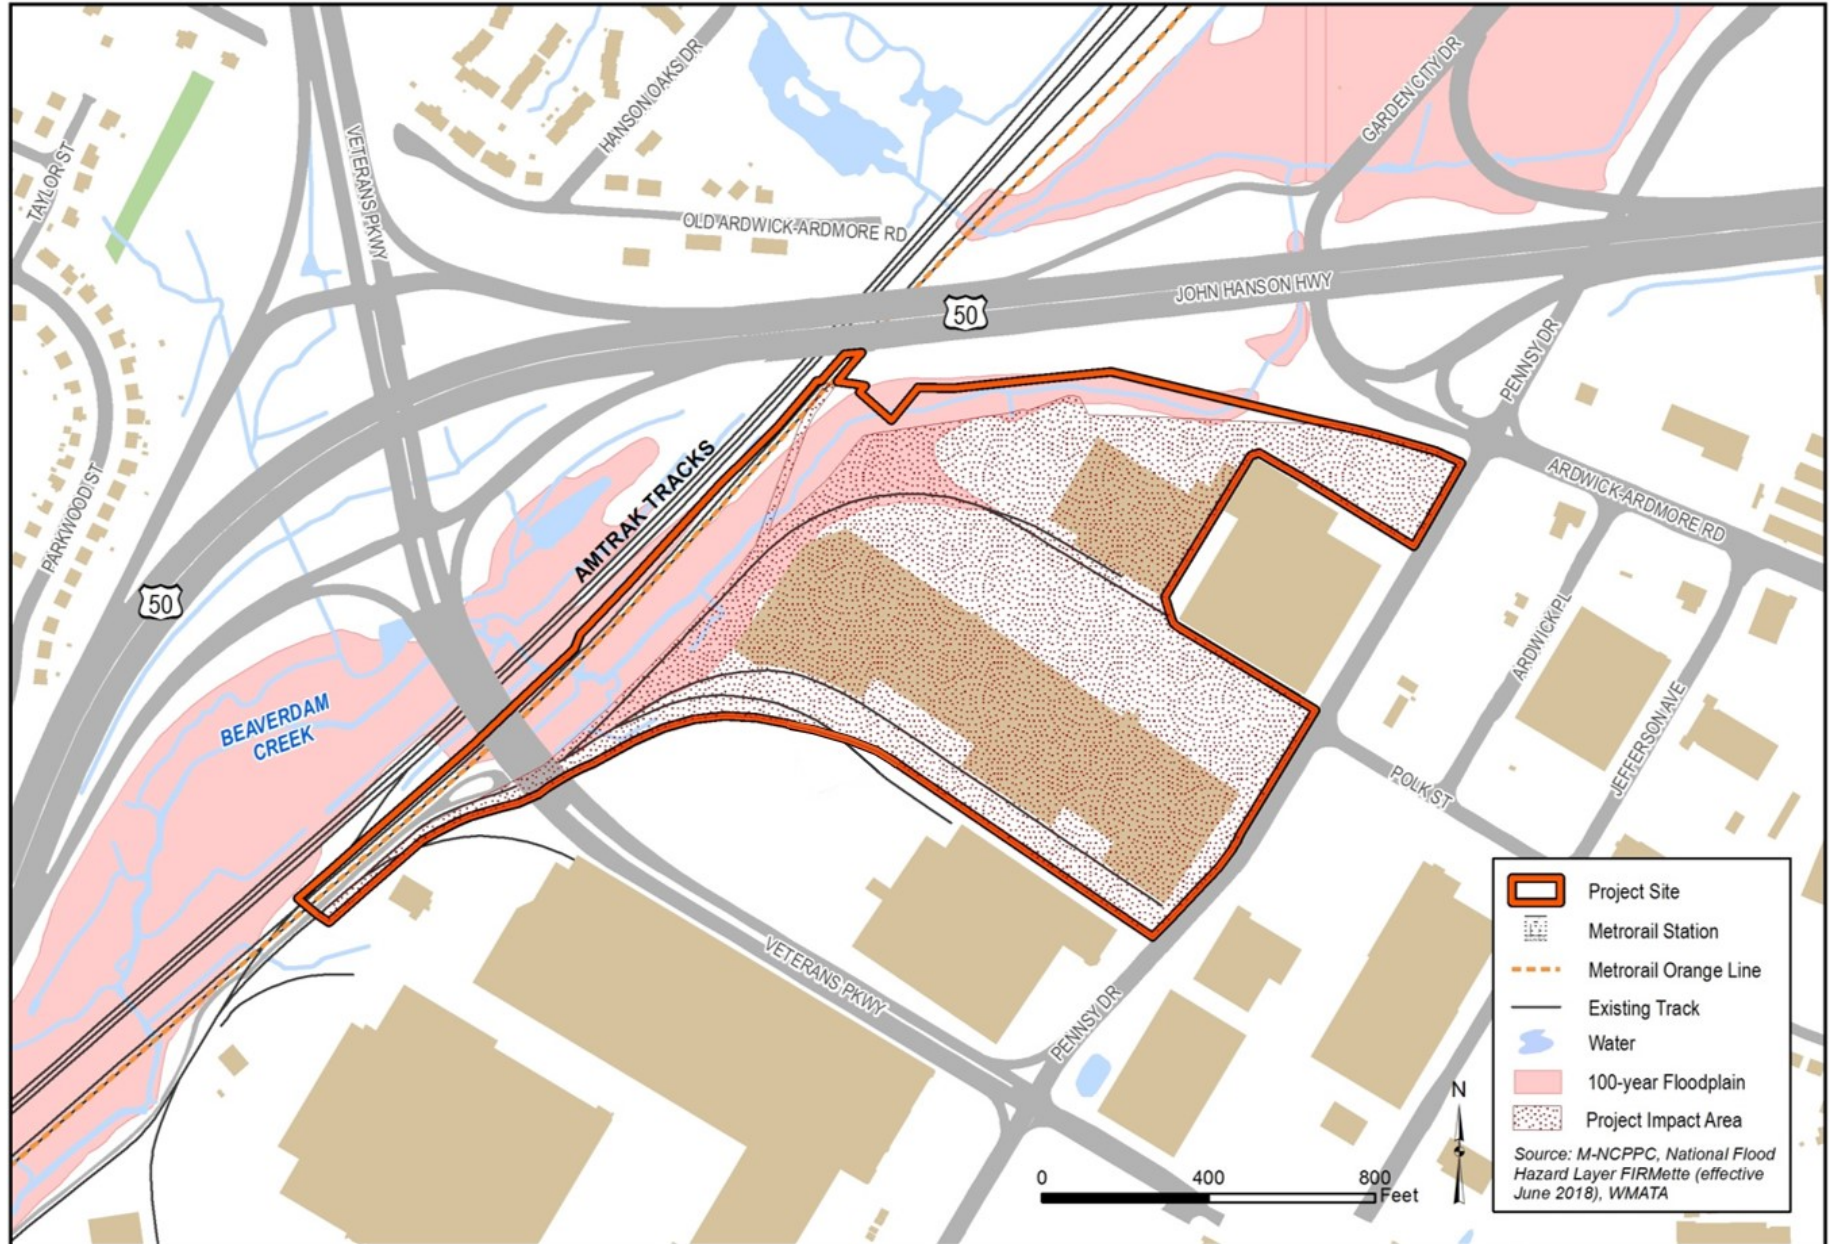 HANSON OAKS DR
GARDEN CITY DR
VETERANS PKWY
TAYLOR ST
OLD ARDWICK-ARDMORE RD
JOHN HANSON HWY
50
PENNSY DR
AMTRAK TRACKS
PARKWOOD ST
ARDWICK-ARDMORE RD
50
ARDWICK PL
BEAVERDAM
CREEK
JEFFERSON AVE
POLK ST
VETERANS PKWY
PENNSY DR
Project Site
M
Metrorail Station
Metrorail Orange Line
Existing Track
Water
100-year Floodplain
Project Impact Area
Source: M-NCPPC, National Flood
Hazard Layer FIRMette (effective
June 2018), WMATA
N
0 400 800
Feet